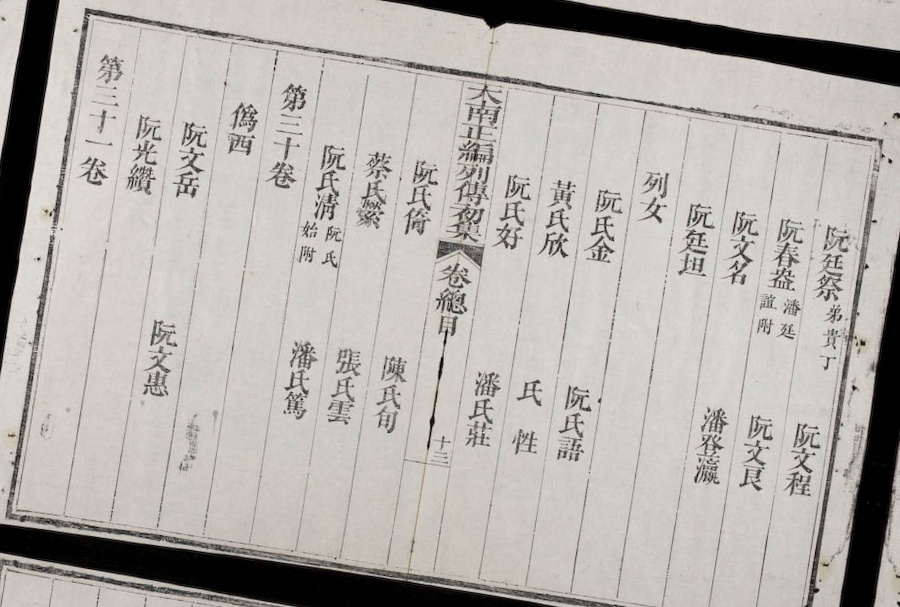 阮廷祭 弟貴丁 阮文程
阮春盎 潘廷誼附 阮文良
阮文名 潘登瀛
阮廷坦
列女
阮氏金 阮氏語
黃氏欣 氏性
阮氏好 潘氏莊
大南正編列傳初集 卷總目 十三
阮氏倚 陳氏旬
蔡氏縈 張氏雲
阮氏清 阮氏始附 潘氏篤
第三十卷
僞西
阮文岳
阮光纘 阮文惠
第三十一卷